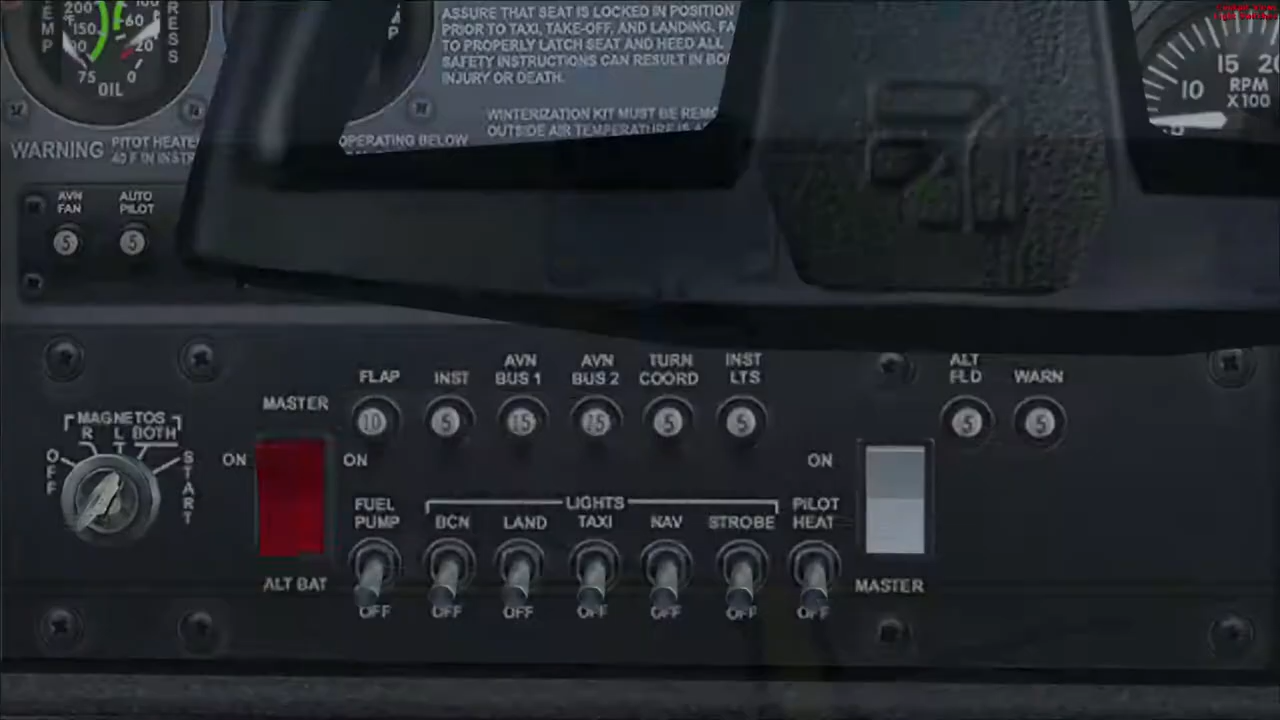 200
150
75
0
60
20
OIL
ASSURE THAT SEAT IS LOCKED IN POSITION
PRIOR TO TAXI, TAKE-OFF, AND LANDING. FA
TO PROPERLY LATCH SEAT AND HEED ALL
SAFETY INSTRUCTIONS CAN RESULT IN BO
INJURY OR DEATH.
WINTERIZATION KIT MUST BE REMO
OUTSIDE AIR TEMPERATURE IS A
OPERATING BELOW
10 15 20
RPM
X100
WARNING
PITOT HEATE
40 F IN INSTR
AVN
FAN
AUTO
PILOT
5 5
FLAP
INST
AVN
BUS 1
AVN
BUS 2
TURN
COORD
INST
LTS
ALT
FLD
WARN
10 5 15 15 5 5 5 5
MAGNETOS
R L BOTH
OFF
START
MASTER
ON ON
ALT BAT
FUEL
PUMP
LIGHTS
BCN LAND TAXI NAV STROBE
PILOT
HEAT
OFF OFF OFF OFF OFF OFF OFF
ON
MASTER